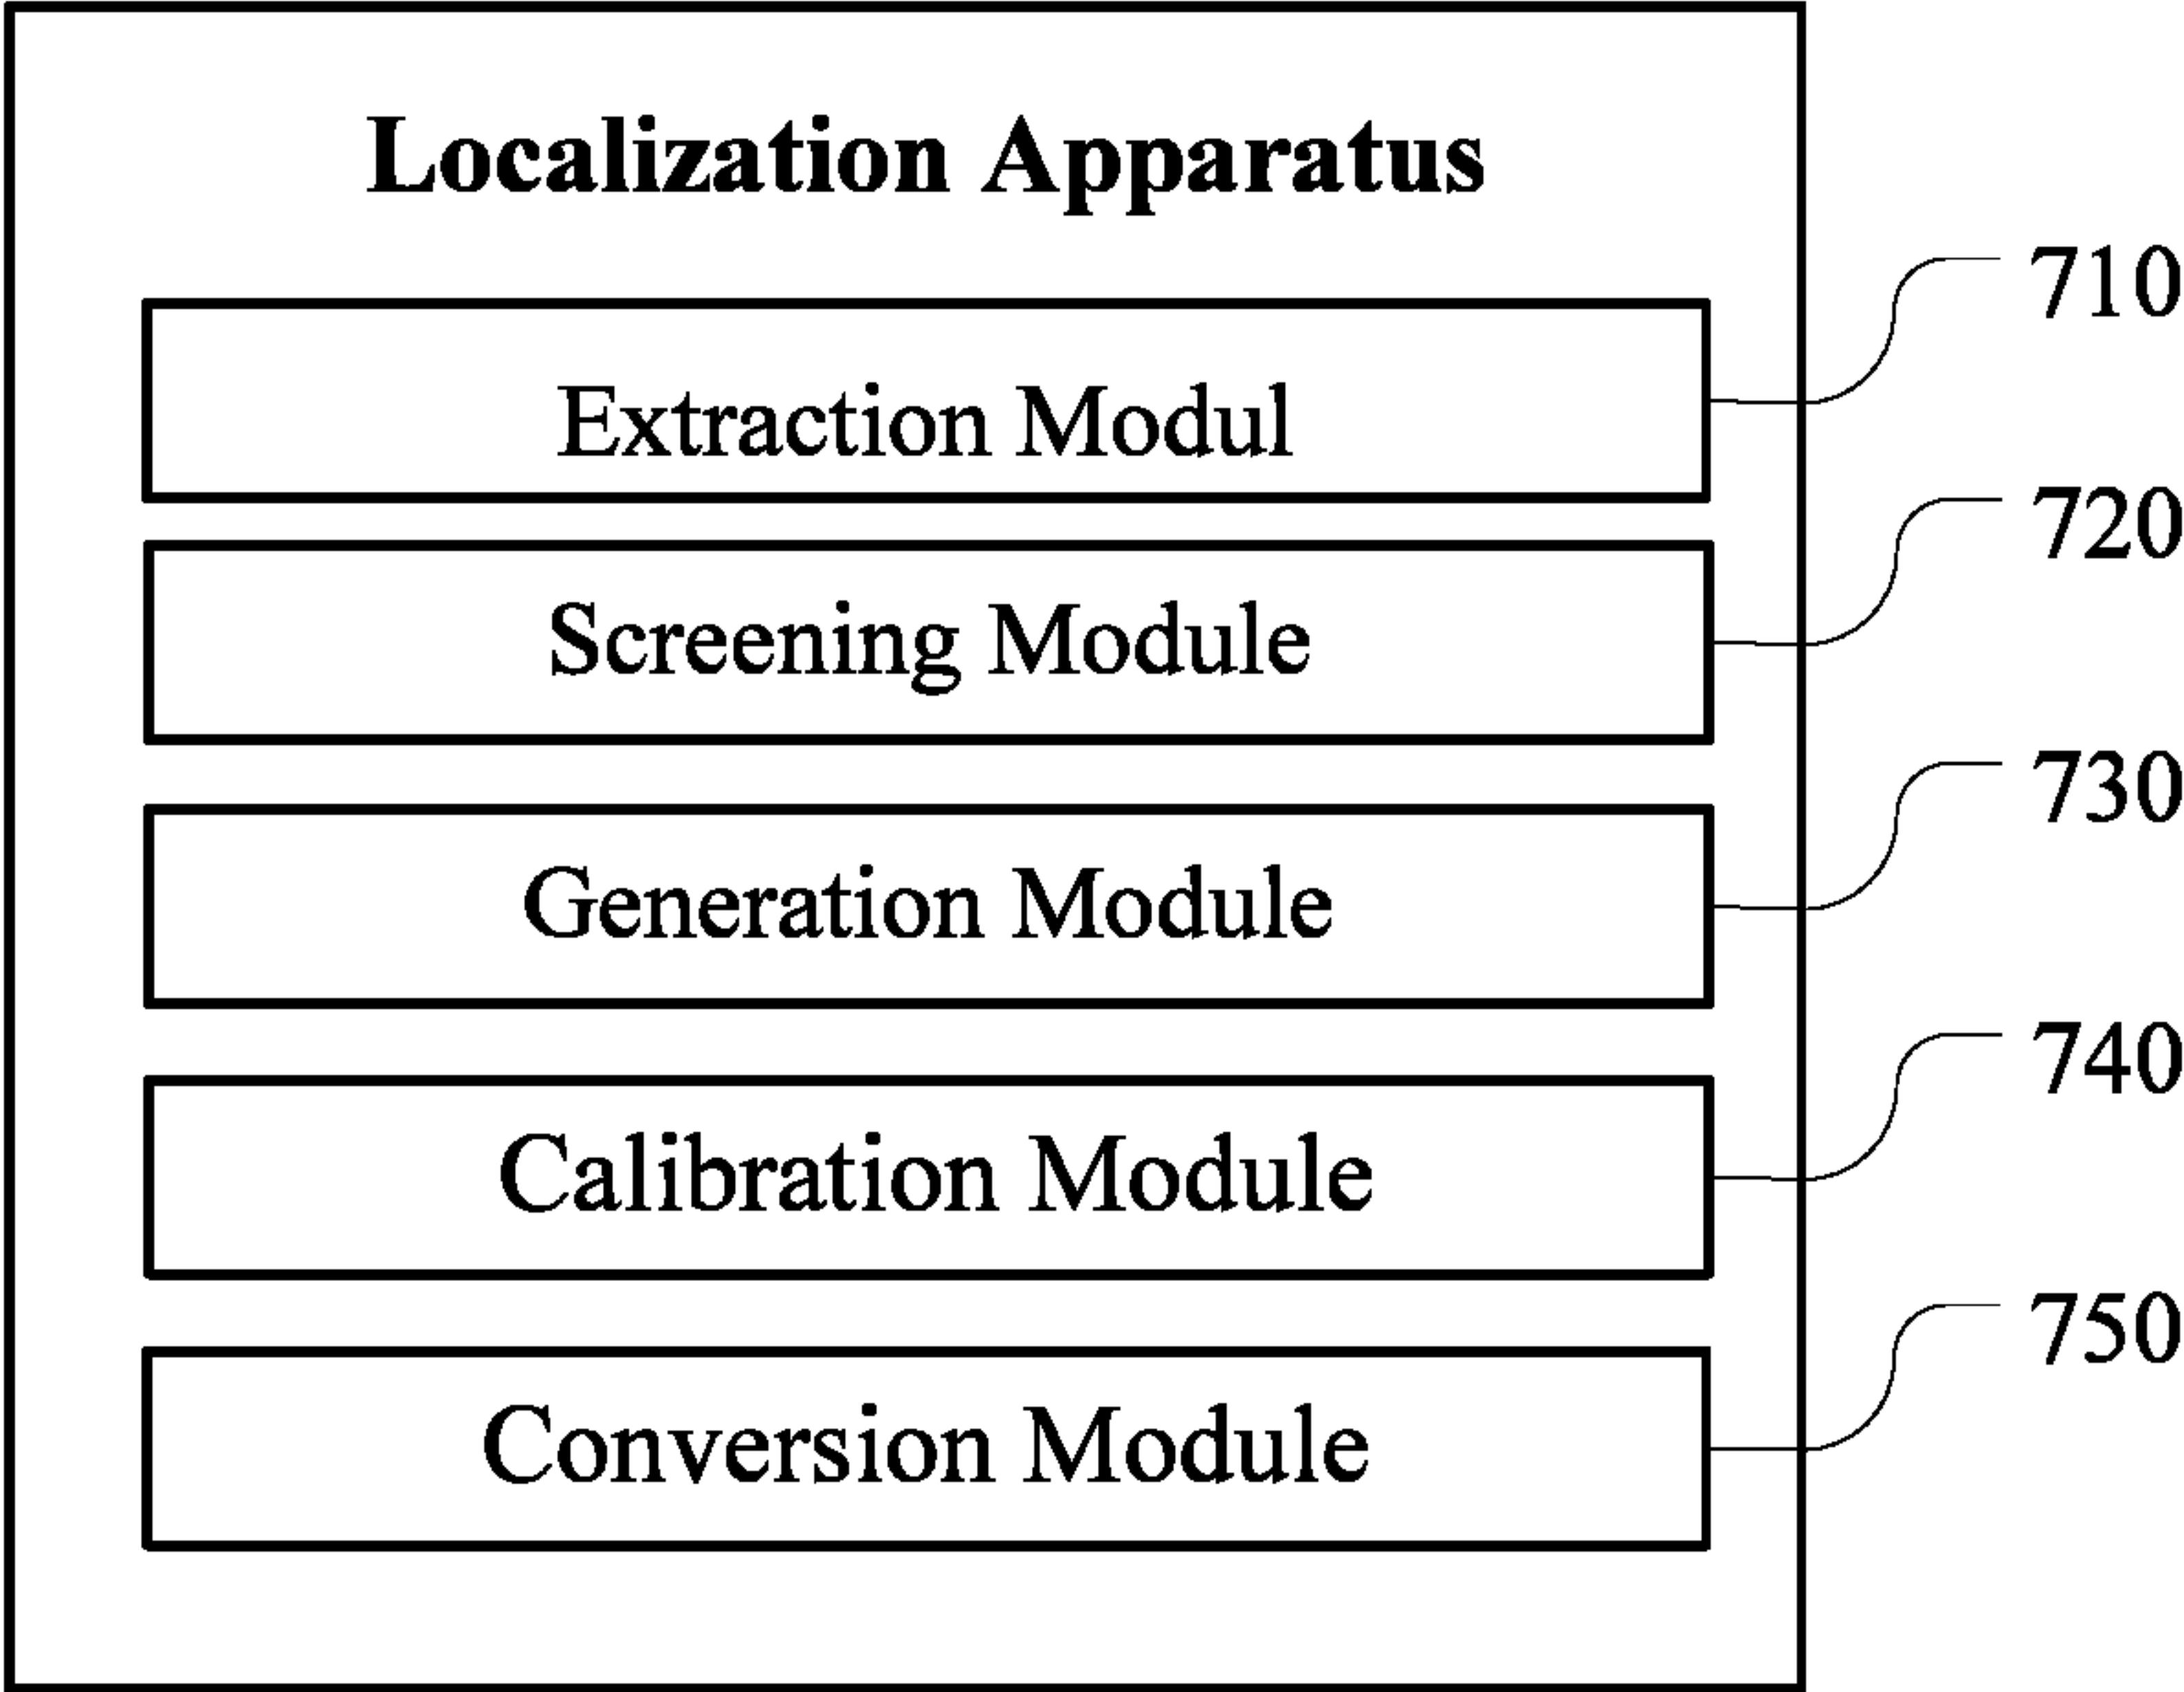 Localization Apparatus
710
Extraction Modul
720
Screening Module
730
Generation Module
740
Calibration Module
750
Conversion Module